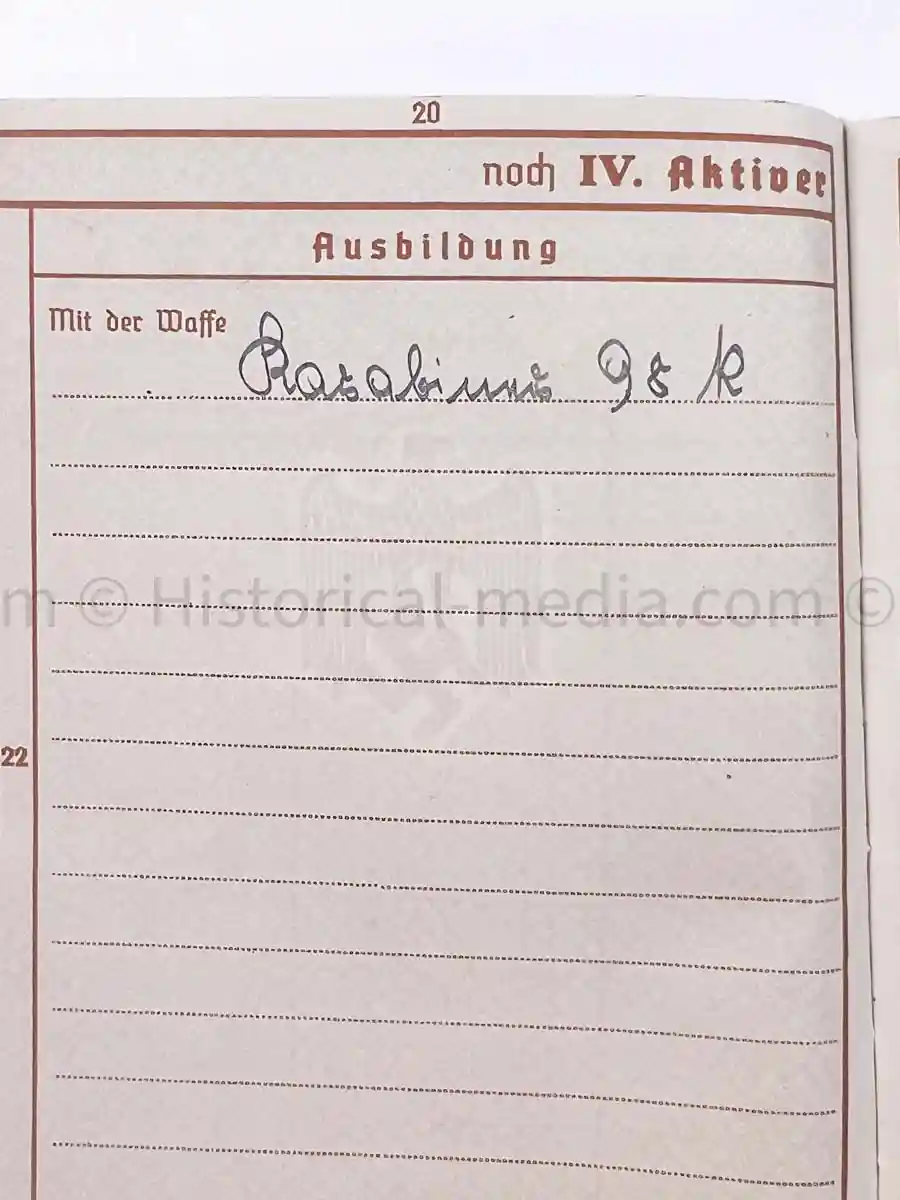 20
noch IV. Aktiver
Ausbildung
Mit der Waffe Karabiner 98 k
m © Historical-media.com ©
22